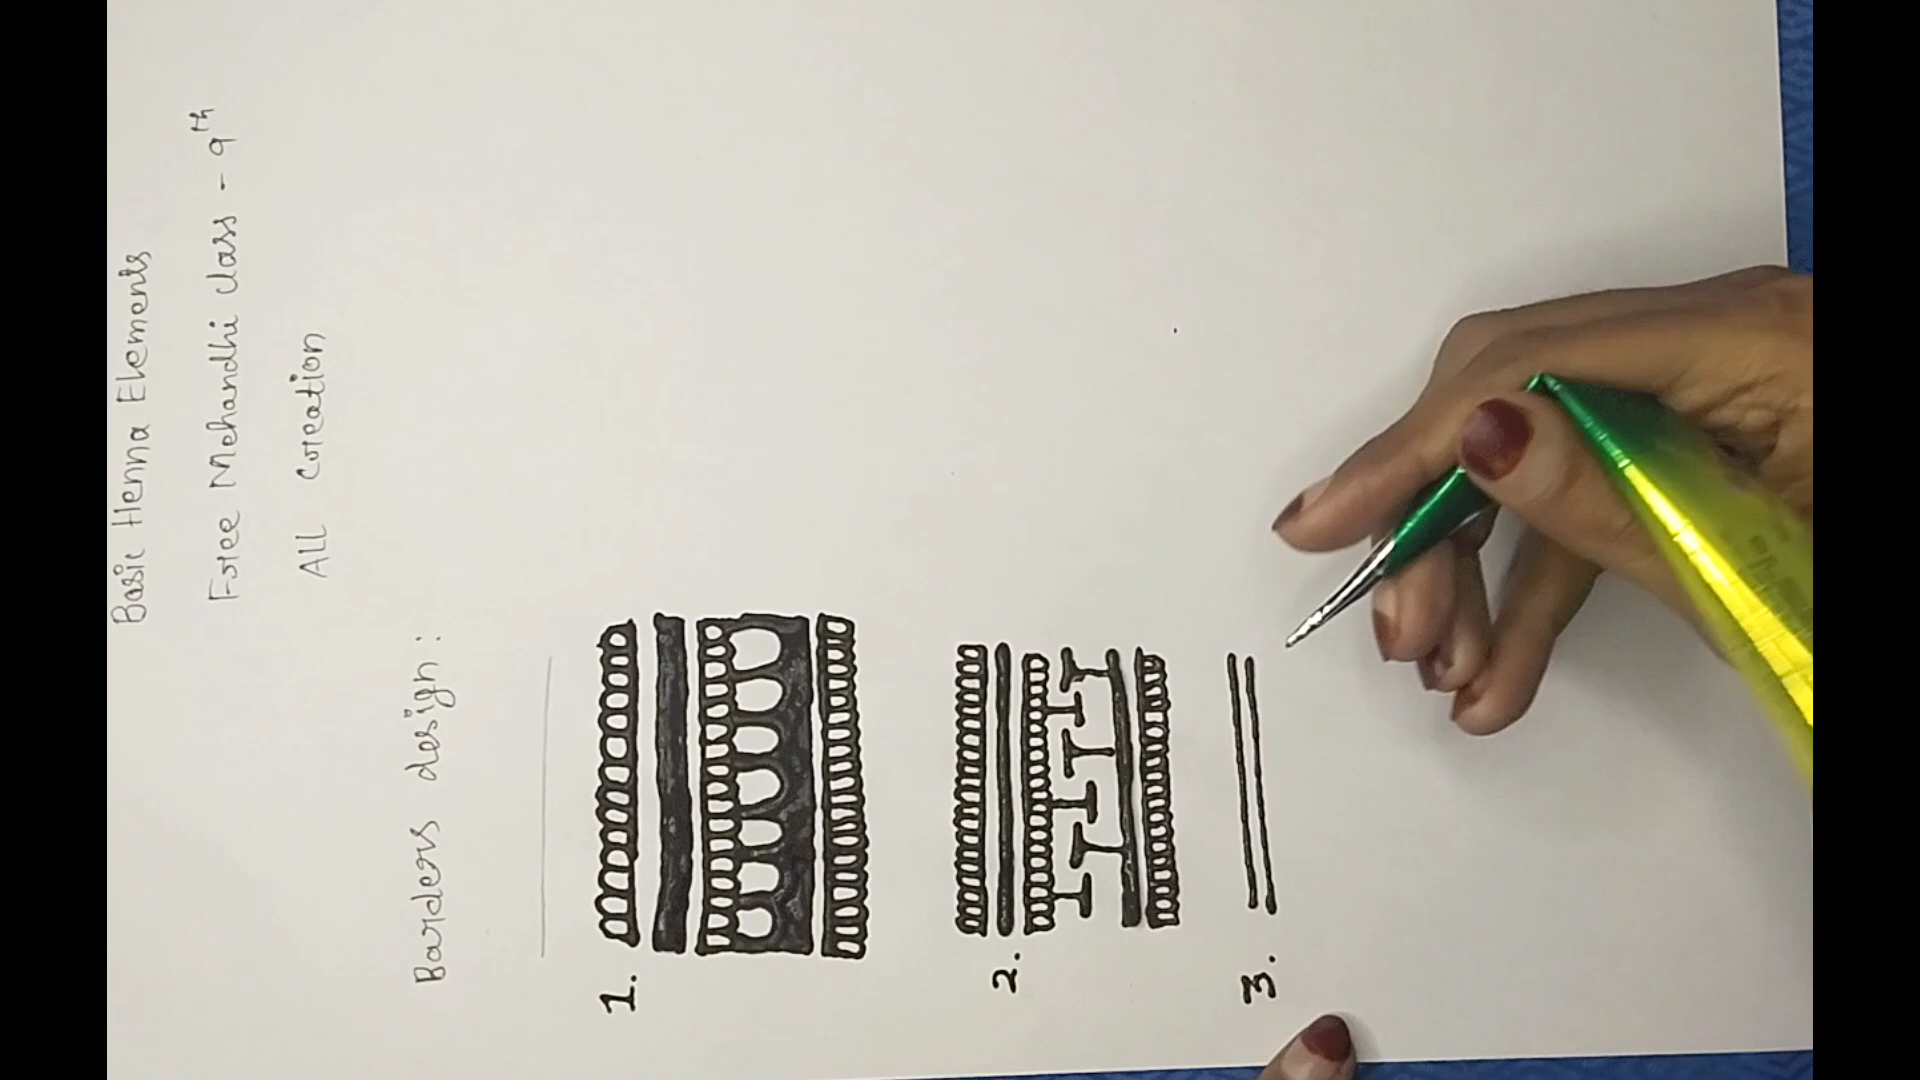 Basic Henna Elements
Free Mehandhi class - 9th
All Creation
Borders design:
1.
2.
3.